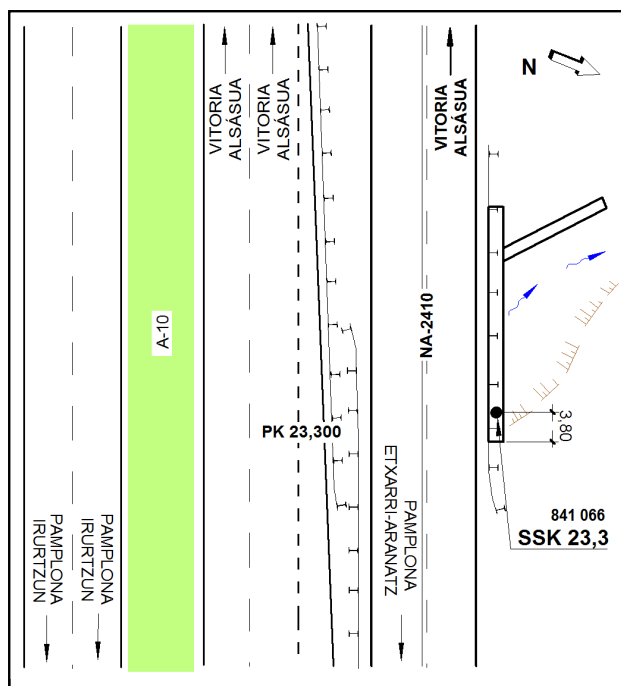 VITORIA
ALSÁSUA
VITORIA
ALSÁSUA
VITORIA
ALSÁSUA
N
A-10
NA-2410
PK 23,300
3,80
PAMPLONA
IRURTZUN
PAMPLONA
IRURTZUN
PAMPLONA
ETXARRI-ARANATZ
841 066
SSK 23,3